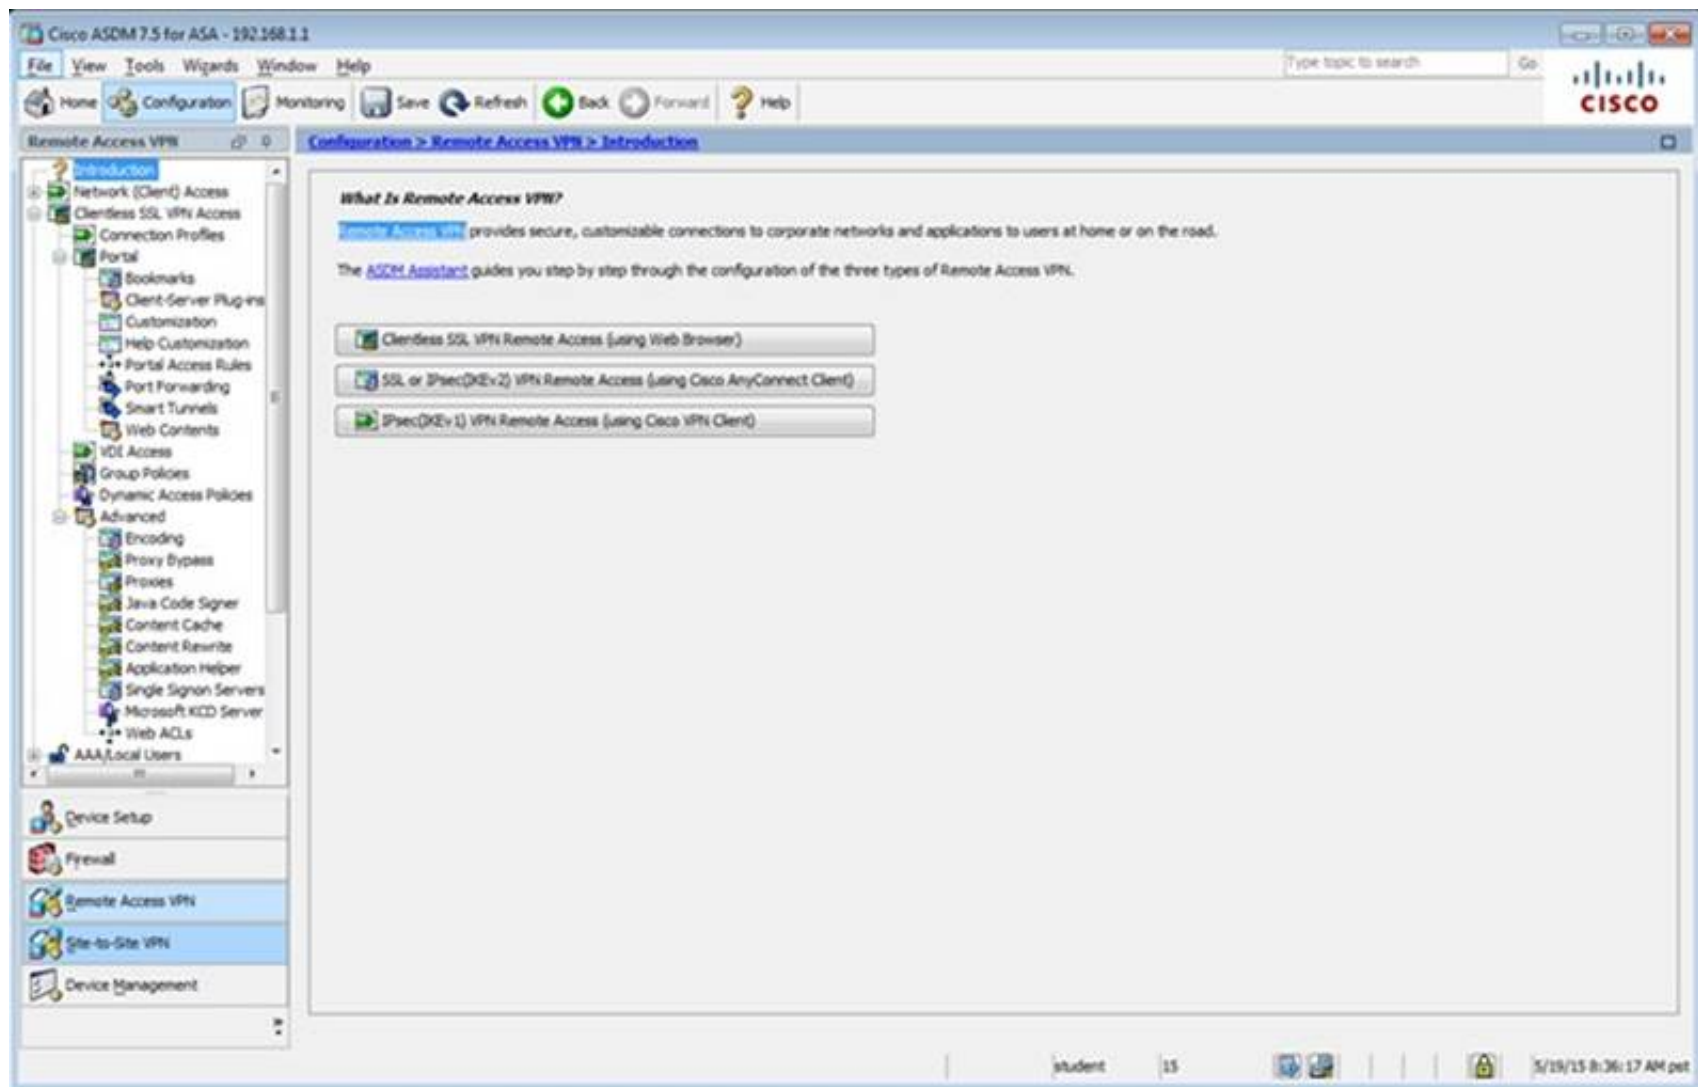 Cisco ASDM 7.5 for ASA - 192.168.1.1
File View Tools Wizards Window Help
Type topic to search Go
Home Configuration Monitoring Save Refresh Back Forward Help
CISCO
Remote Access VPN
Configuration > Remote Access VPN > Introduction
Introduction
Network (Client) Access
Clientless SSL VPN Access
Connection Profiles
Portal
Bookmarks
Client-Server Plug-ins
Customization
Help Customization
Portal Access Rules
Port Forwarding
Smart Tunnels
Web Contents
VDI Access
Group Policies
Dynamic Access Policies
Advanced
Encoding
Proxy Bypass
Proxies
Java Code Signer
Content Cache
Content Rewrite
Application Helper
Single Signon Servers
Microsoft KCD Server
Web ACLs
AAA/Local Users
Device Setup
Firewall
Remote Access VPN
Site-to-Site VPN
Device Management
What Is Remote Access VPN?
Remote Access VPN provides secure, customizable connections to corporate networks and applications to users at home or on the road.
The ASDM Assistant guides you step by step through the configuration of the three types of Remote Access VPN.
Clientless SSL VPN Remote Access (using Web Browser)
SSL or IPsec(IKEv2) VPN Remote Access (using Cisco AnyConnect Client)
IPsec(IKEv1) VPN Remote Access (using Cisco VPN Client)
student 15 5/19/15 8:36:17 AM pst